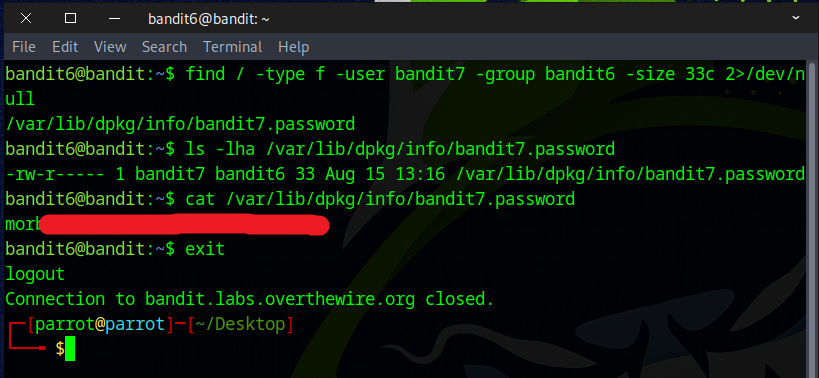 bandit6@bandit: ~
File Edit View Search Terminal Help
bandit6@bandit:~$ find / -type f -user bandit7 -group bandit6 -size 33c 2>/dev/n
ull
/var/lib/dpkg/info/bandit7.password
bandit6@bandit:~$ ls -lha /var/lib/dpkg/info/bandit7.password
-rw-r----- 1 bandit7 bandit6 33 Aug 15 13:16 /var/lib/dpkg/info/bandit7.password
bandit6@bandit:~$ cat /var/lib/dpkg/info/bandit7.password
morb
bandit6@bandit:~$ exit
logout
Connection to bandit.labs.overthewire.org closed.
┌─[parrot@parrot]─[~/Desktop]
└──╼ $